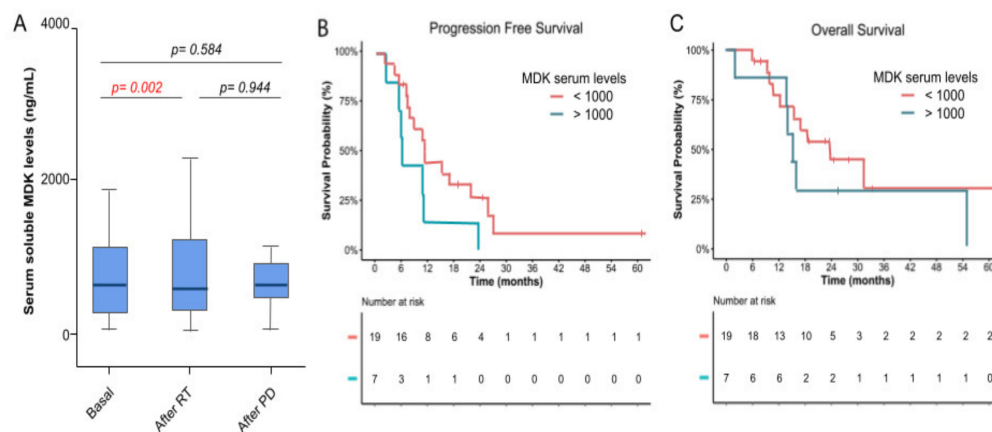 A
4000
2000
0
Serum soluble MDK levels (ng/mL)
p= 0.584
p= 0.002
p= 0.944
Basal
After RT
After PD
B
Progression Free Survival
100%
75%
50%
25%
0%
Survival Probability (%)
MDK serum levels
< 1000
> 1000
0 6 12 18 24 30 36 42 48 54 60
Time (months)
Number at risk
19 16 8 6 4 1 1 1 1 1 1
7 3 1 1 0 0 0 0 0 0 0
C
Overall Survival
100%
75%
50%
25%
0%
Survival Probability (%)
MDK serum levels
< 1000
> 1000
0 6 12 18 24 30 36 42 48 54 60
Time (months)
Number at risk
19 18 13 10 5 3 2 2 2 2 2
7 6 6 2 2 1 1 1 1 1 0